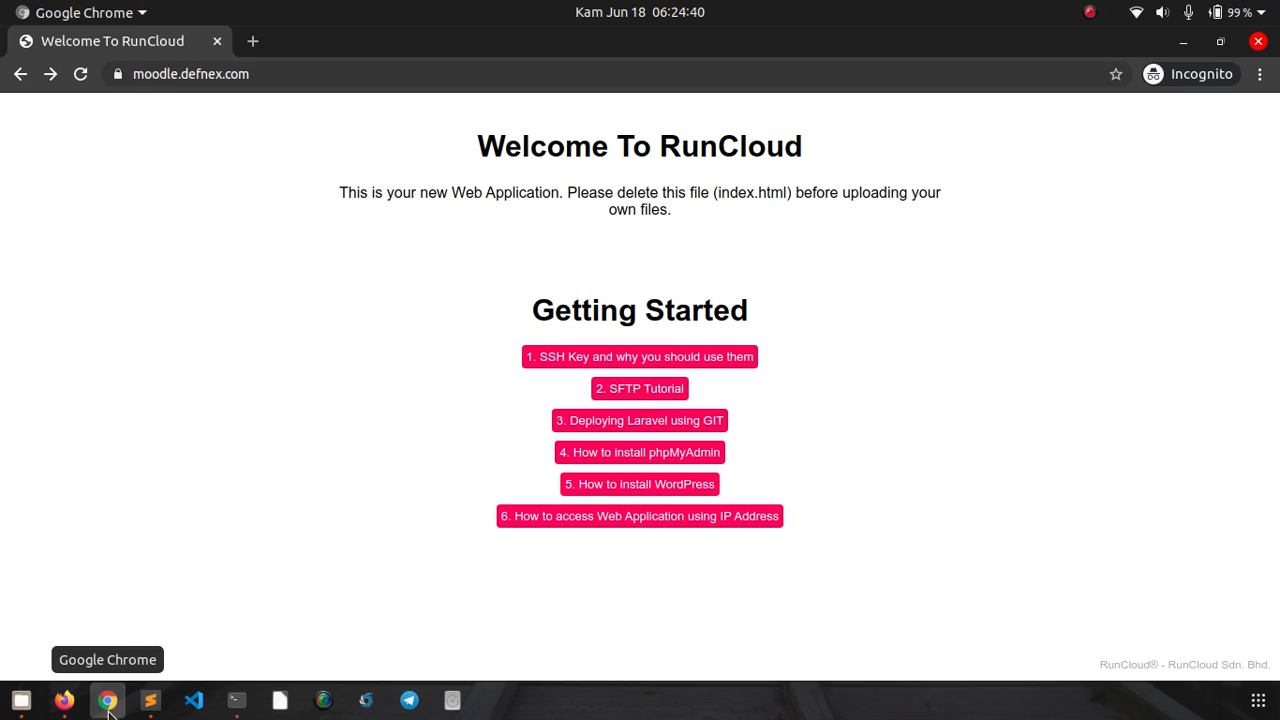 Google Chrome
Kam Jun 18 06:24:40
99 %
Welcome To RunCloud
moodle.defnex.com
Incognito
Welcome To RunCloud
This is your new Web Application. Please delete this file (index.html) before uploading your
own files.
Getting Started
1. SSH Key and why you should use them
2. SFTP Tutorial
3. Deploying Laravel using GIT
4. How to install phpMyAdmin
5. How to install WordPress
6. How to access Web Application using IP Address
Google Chrome
RunCloud® - RunCloud Sdn. Bhd.